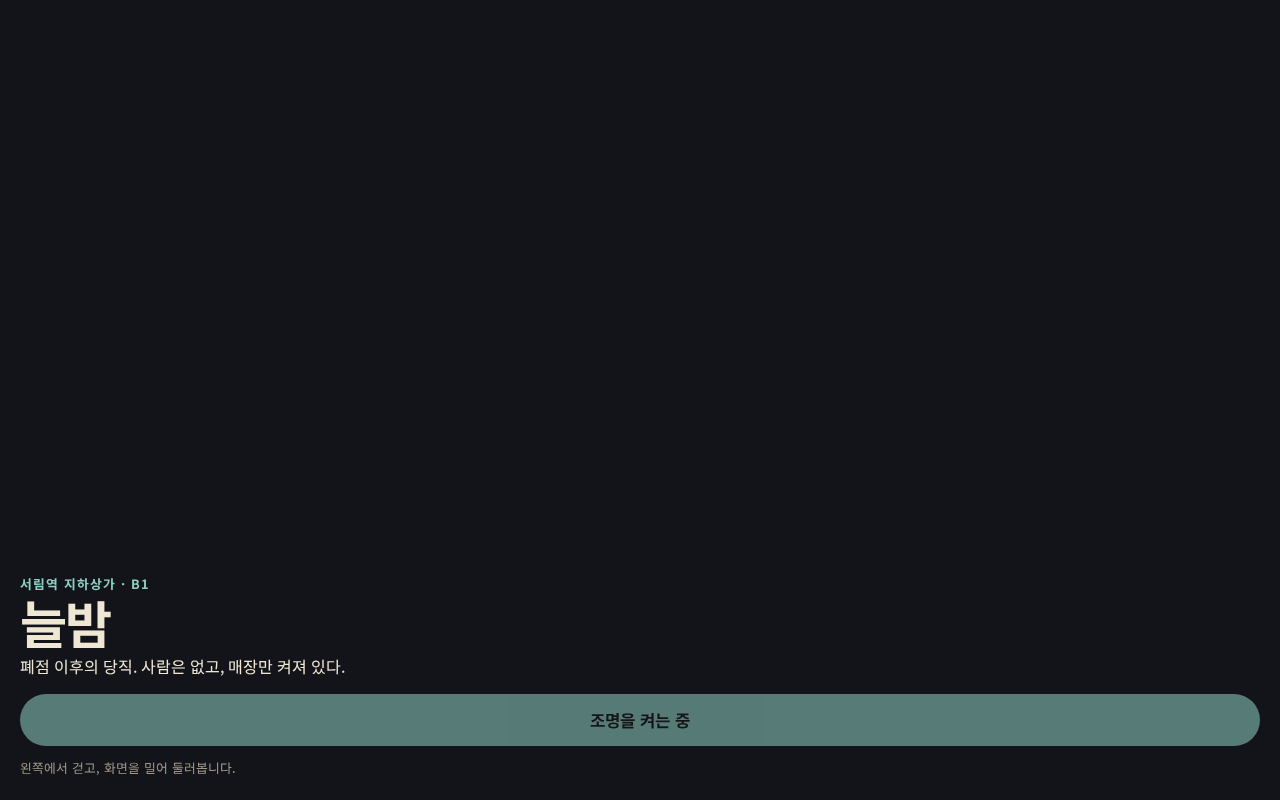 서림역 지하상가 · B1
늘밤
폐점 이후의 당직. 사람은 없고, 매장만 켜져 있다.
조명을 켜는 중
왼쪽에서 걷고, 화면을 밀어 둘러봅니다.